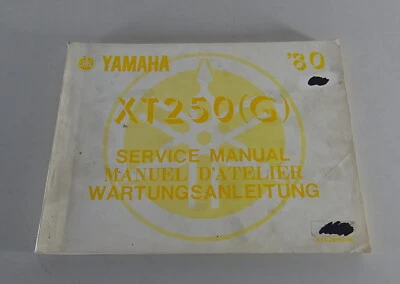 YAMAHA '80
XT250(G)
SERVICE MANUAL
MANUEL D'ATELIER
WARTUNGSANLEITUNG